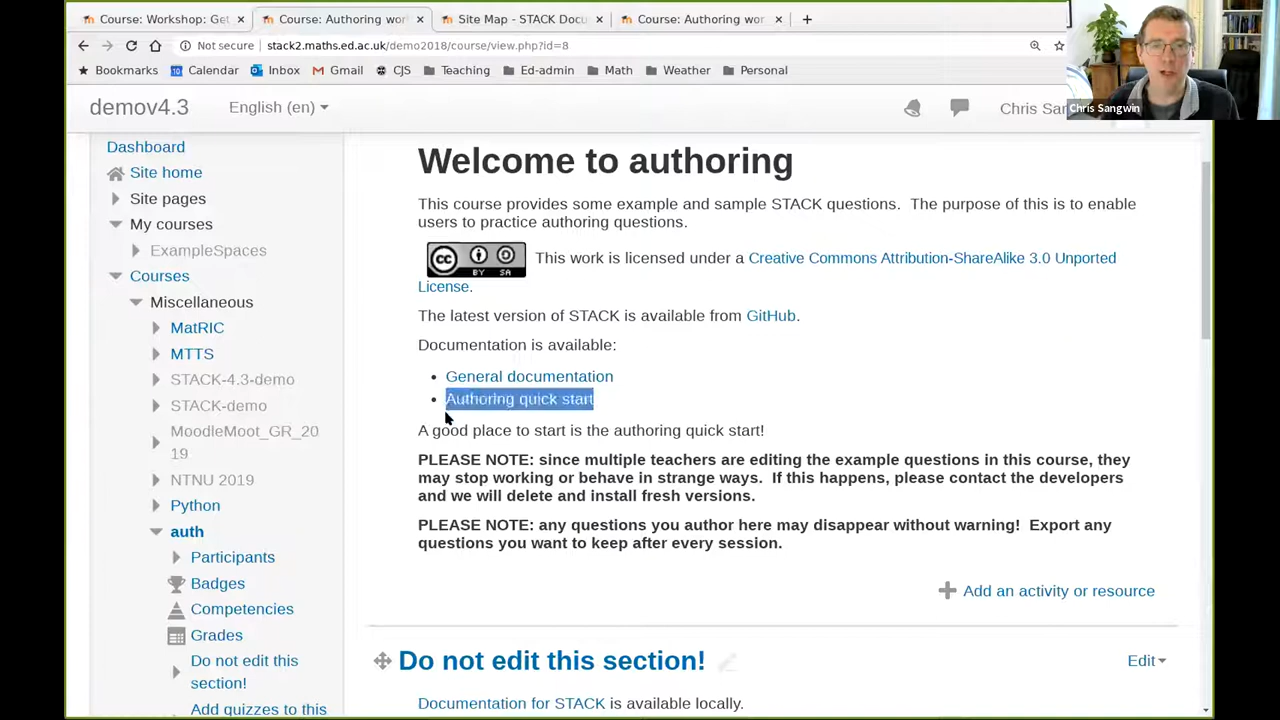 Course: Workshop: Get
Course: Authoring wor
Site Map - STACK Docu
Course: Authoring wor
Not secure
stack2.maths.ed.ac.uk/demo2018/course/view.php?id=8
Bookmarks
Calendar
Inbox
Gmail
CJS
Teaching
Ed-admin
Math
Weather
Personal
demov4.3
English (en)
Chris San
Chris Sangwin
Dashboard
Site home
Site pages
My courses
ExampleSpaces
Courses
Miscellaneous
MatRIC
MTTS
STACK-4.3-demo
STACK-demo
MoodleMoot_GR_20
19
NTNU 2019
Python
auth
Participants
Badges
Competencies
Grades
Do not edit this
section!
Add quizzes to this
Welcome to authoring
This course provides some example and sample STACK questions. The purpose of this is to enable
users to practice authoring questions.
cc BY SA
This work is licensed under a Creative Commons Attribution-ShareAlike 3.0 Unported
License.
The latest version of STACK is available from GitHub.
Documentation is available:
• General documentation
• Authoring quick start
A good place to start is the authoring quick start!
PLEASE NOTE: since multiple teachers are editing the example questions in this course, they
may stop working or behave in strange ways. If this happens, please contact the developers
and we will delete and install fresh versions.
PLEASE NOTE: any questions you author here may disappear without warning! Export any
questions you want to keep after every session.
Add an activity or resource
Do not edit this section!
Edit
Documentation for STACK is available locally.